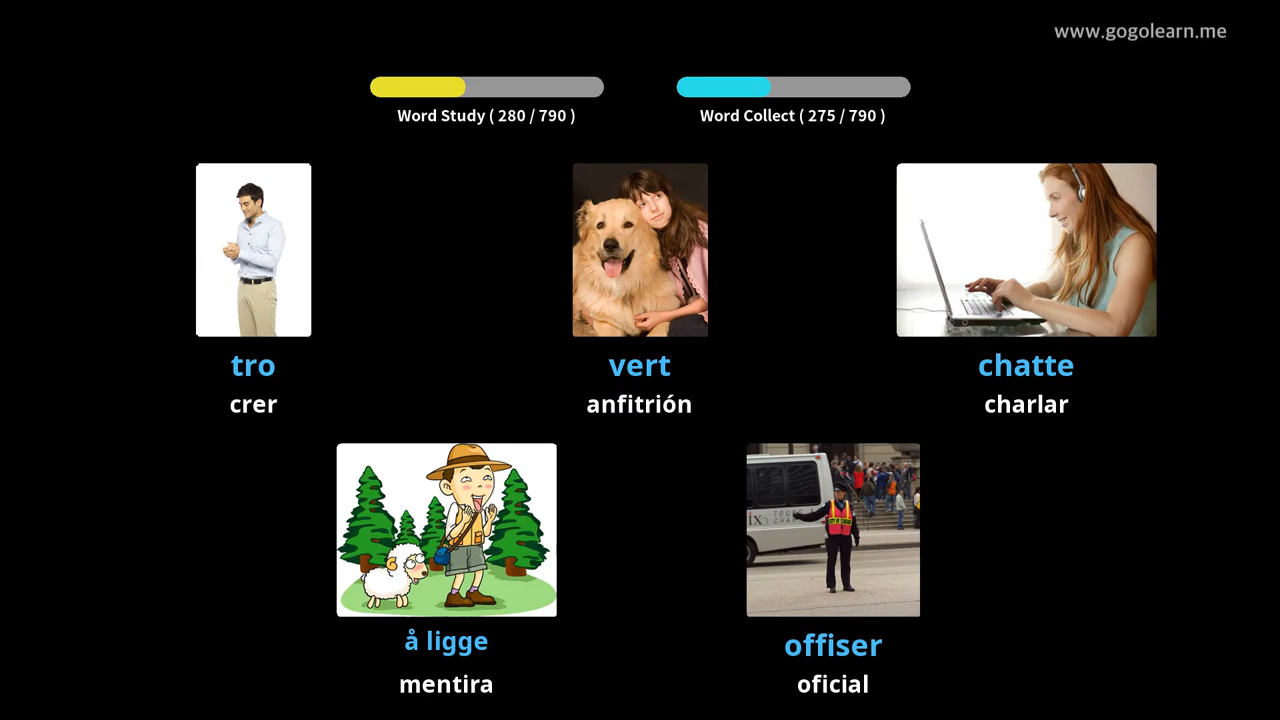 www.gogolearn.me
Word Study ( 280 / 790 )
Word Collect ( 275 / 790 )
tro
crer
vert
anfitrión
chatte
charlar
å ligge
mentira
offiser
oficial